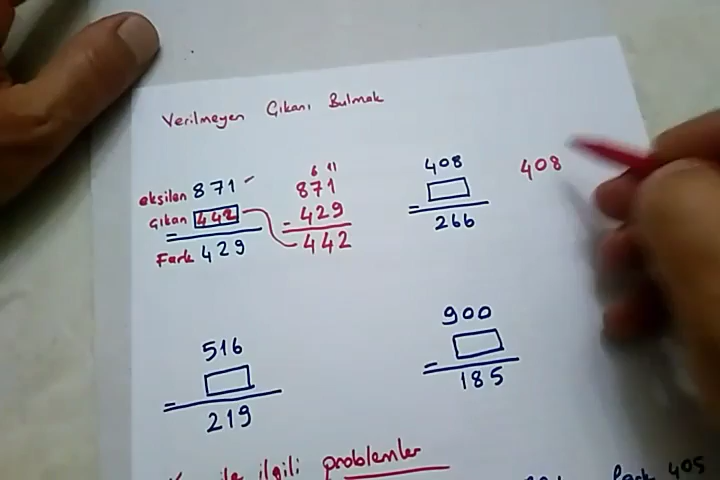 Verilmeyen Çıkanı Bulmak
eksilen 871
Çıkan 442
Fark 429
6 11
871
- 429
442
408
266
408
516
219
900
185
ile ilgili problemler
Fark 405